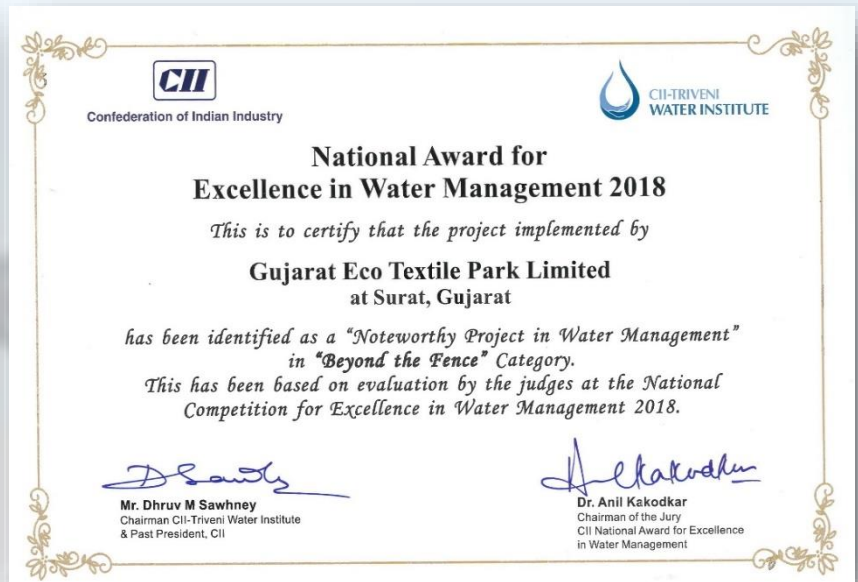 CII
Confederation of Indian Industry
CII-TRIVENI
WATER INSTITUTE
National Award for
Excellence in Water Management 2018
This is to certify that the project implemented by
Gujarat Eco Textile Park Limited
at Surat, Gujarat
has been identified as a "Noteworthy Project in Water Management"
in "Beyond the Fence" Category.
This has been based on evaluation by the judges at the National
Competition for Excellence in Water Management 2018.
Mr. Dhruv M Sawhney
Chairman CII-Triveni Water Institute
& Past President, CII
Dr. Anil Kakodkar
Chairman of the Jury
CII National Award for Excellence
in Water Management